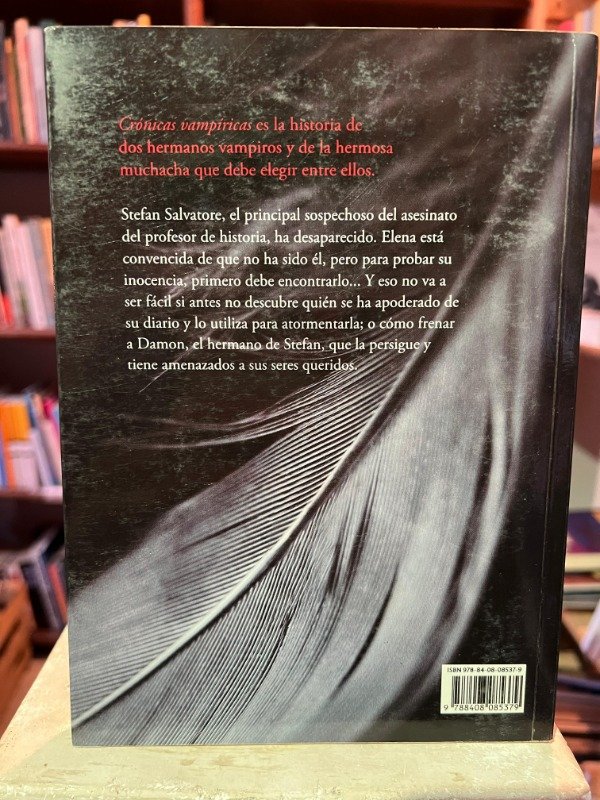 Crónicas vampíricas es la historia de
dos hermanos vampiros y de la hermosa
muchacha que debe elegir entre ellos.
Stefan Salvatore, el principal sospechoso del asesinato
del profesor de historia, ha desaparecido. Elena está
convencida de que no ha sido él, pero para probar su
inocencia, primero debe encontrarlo... Y eso no va a
ser fácil si antes no descubre quién se ha apoderado de
su diario y lo utiliza para atormentarla; o cómo frenar
a Damon, el hermano de Stefan, que la persigue y
tiene amenazados a sus seres queridos.
ISBN 978-84-08-08537-9
9 788408 085379